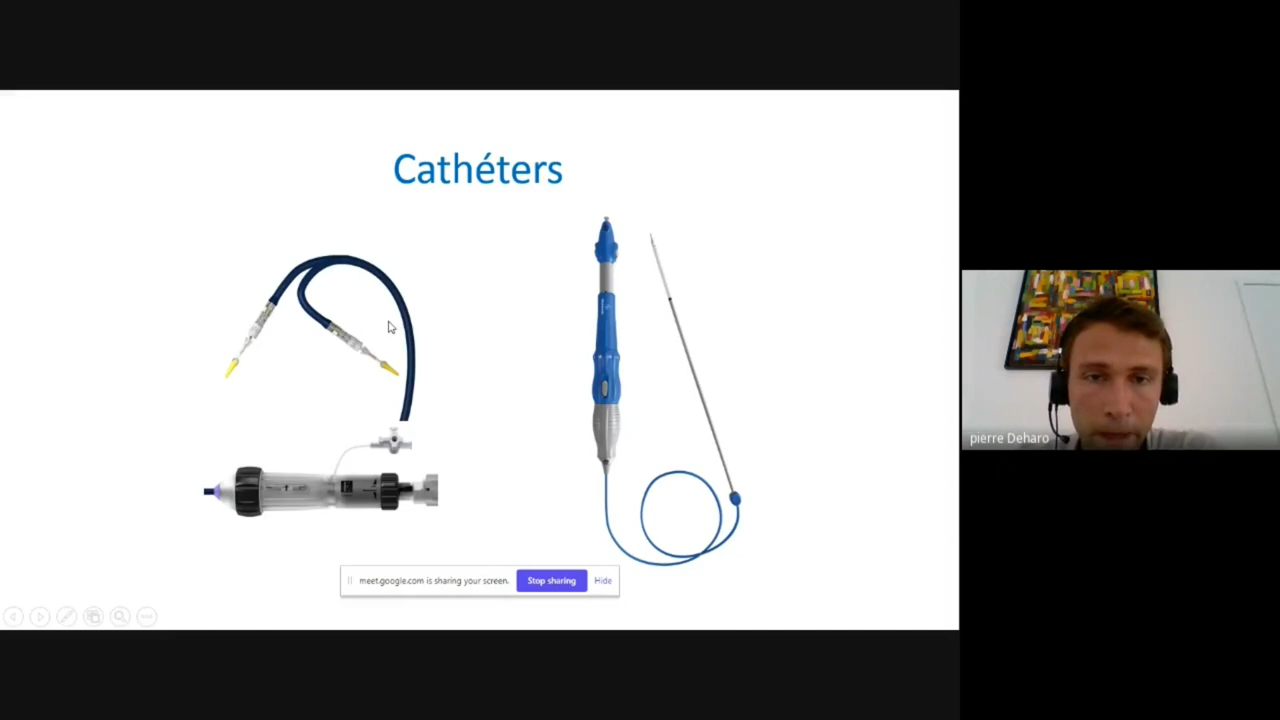 Cathéters
pierre Deharo
meet.google.com is sharing your screen.
Stop sharing
Hide